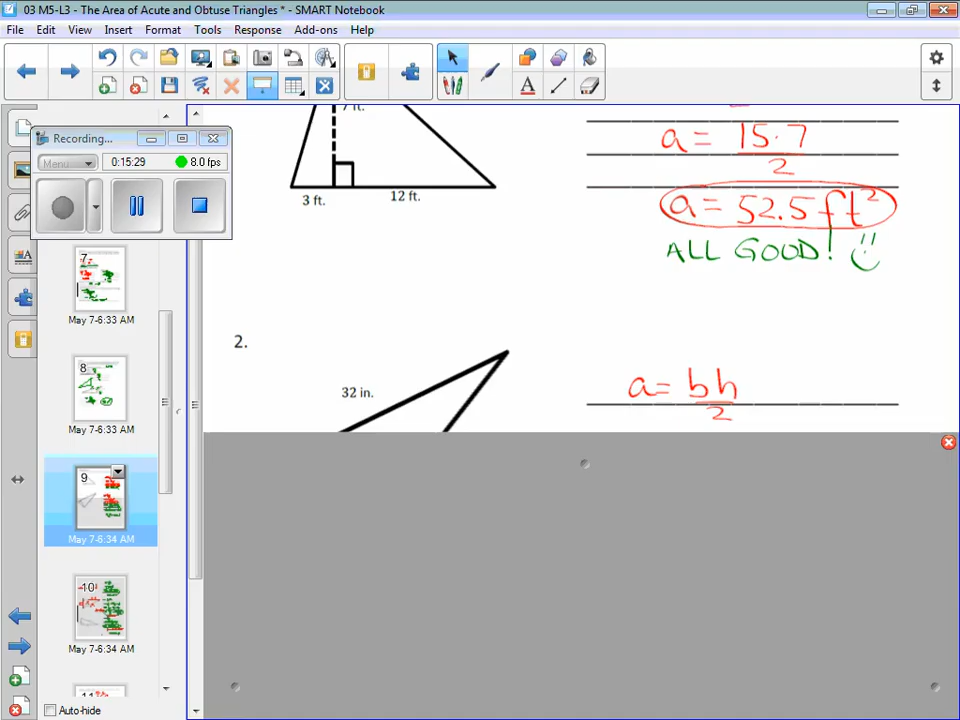 03 M5-L3 - The Area of Acute and Obtuse Triangles * - SMART Notebook
File Edit View Insert Format Tools Response Add-ons Help
Recording...
Menu
0:15:29
8.0 fps
7
May 7-6:33 AM
8
May 7-6:33 AM
9
May 7-6:34 AM
10
May 7-6:34 AM
11
Auto-hide
7 ft.
3 ft.
12 ft.
a = 15·7
2
a = 52.5 ft²
ALL GOOD!
2.
32 in.
a = bh
2